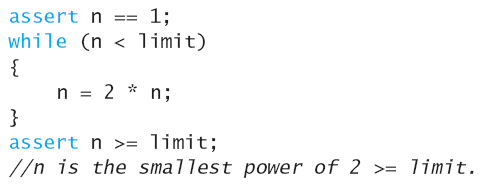 assert n == 1;
while (n < limit)
{
    n = 2 * n;
}
assert n >= limit;
//n is the smallest power of 2 >= limit.